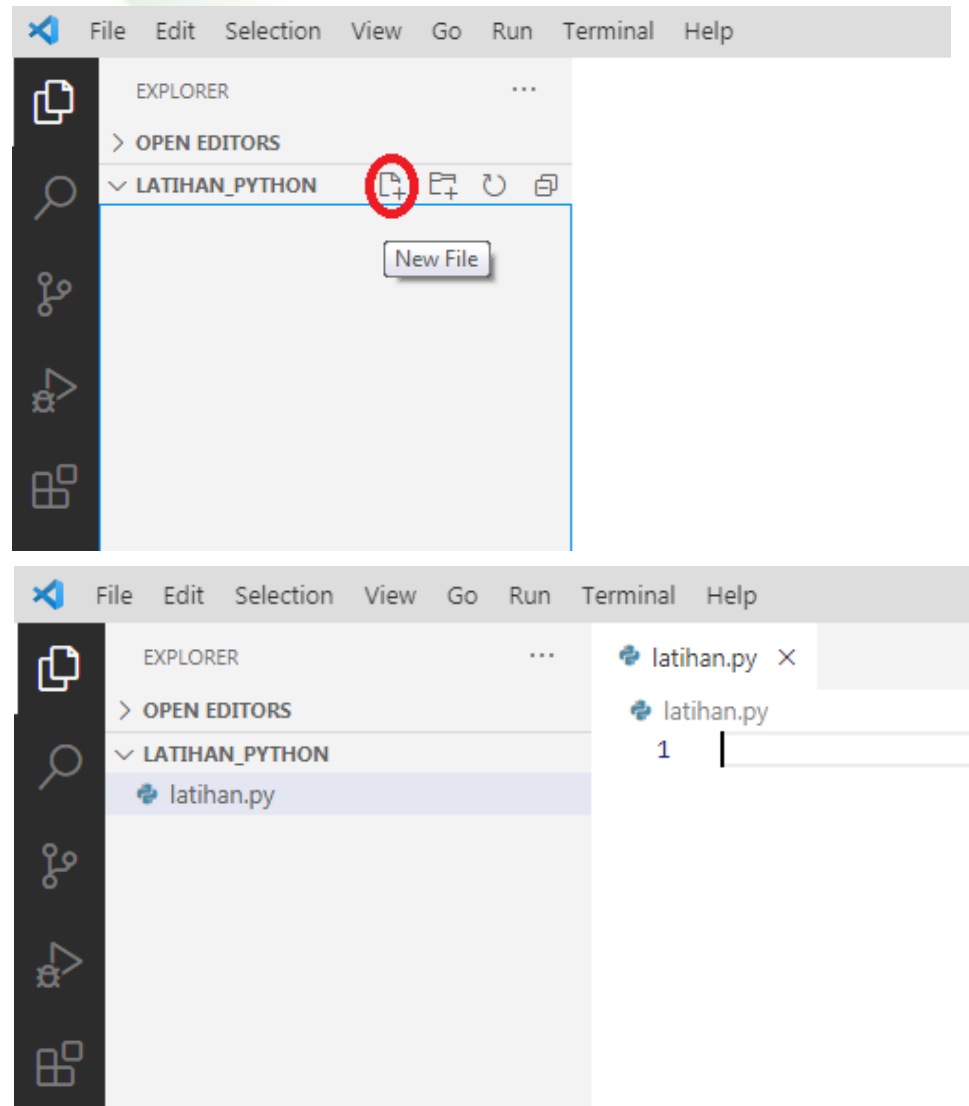 File Edit Selection View Go Run Terminal Help
EXPLORER
OPEN EDITORS
LATIHAN_PYTHON
New File
File Edit Selection View Go Run Terminal Help
EXPLORER
latihan.py
OPEN EDITORS
latihan.py
LATIHAN_PYTHON
1
latihan.py